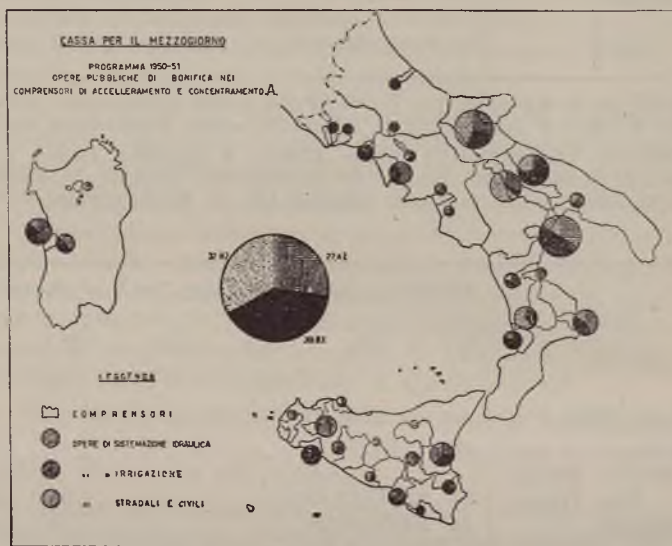 CASSA PER IL MEZZOGIORNO
PROGRAMMA 1950-51
OPERE PUBBLICHE DI BONIFICA NEI
COMPRENSORI DI ACCELLERAMENTO E CONCENTRAMENTO.A.
LEGGENDA
COMPRENSORI
OPERE DI SISTEMAZIONE IDRAULICA
" " IRRIGAZIONE
" STRADALI E CIVILI